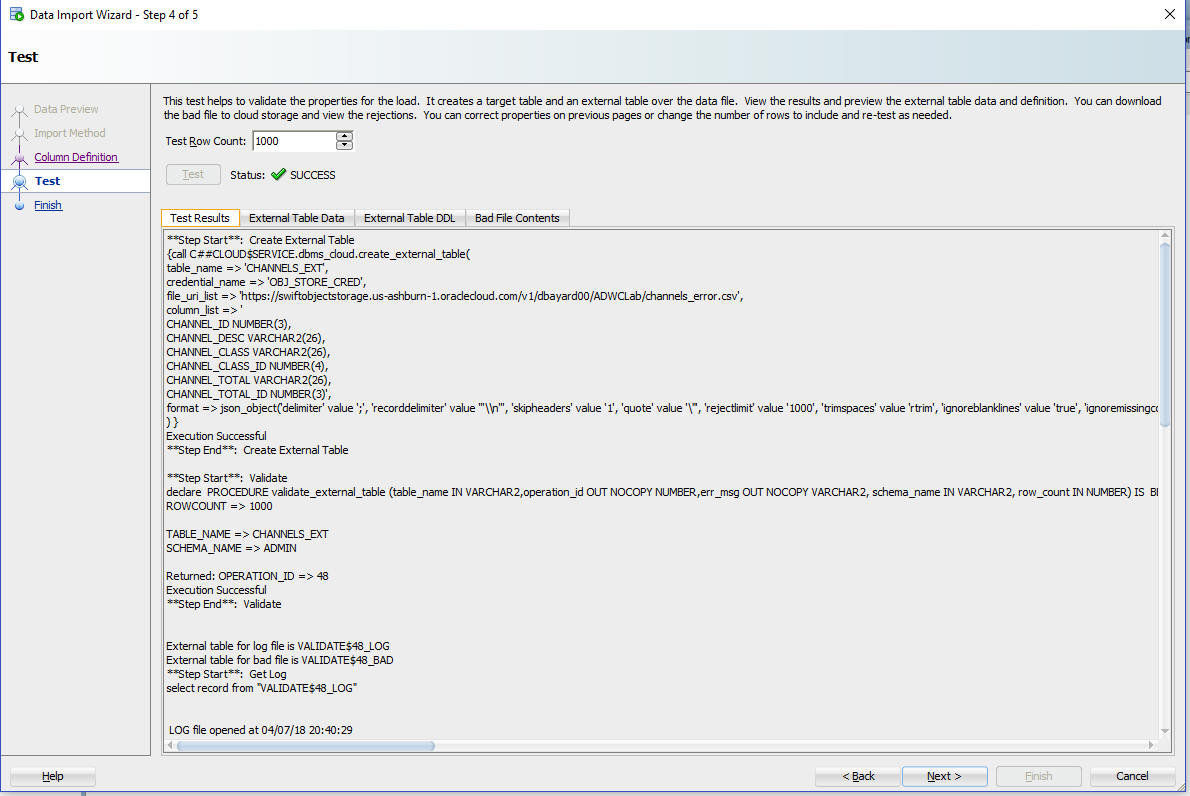 Data Import Wizard - Step 4 of 5
Test
Data Preview
Import Method
Column Definition
Test
Finish
This test helps to validate the properties for the load.  It creates a target table and an external table over the data file.  View the results and preview the external table data and definition.  You can download
the bad file to cloud storage and view the rejections.  You can correct properties on previous pages or change the number of rows to include and re-test as needed.
Test Row Count: 1000
Test Status: SUCCESS
Test Results External Table Data External Table DDL Bad File Contents
**Step Start**:  Create External Table
{call C##CLOUD$SERVICE.dbms_cloud.create_external_table(
table_name => 'CHANNELS_EXT',
credential_name => 'OBJ_STORE_CRED',
file_uri_list => 'https://swiftobjectstorage.us-ashburn-1.oraclecloud.com/v1/dbayard00/ADWCLab/channels_error.csv',
column_list => '
CHANNEL_ID NUMBER(3),
CHANNEL_DESC VARCHAR2(26),
CHANNEL_CLASS VARCHAR2(26),
CHANNEL_CLASS_ID NUMBER(4),
CHANNEL_TOTAL VARCHAR2(26),
CHANNEL_TOTAL_ID NUMBER(3)',
format => json_object('delimiter' value ';', 'recorddelimiter' value '''\\n''', 'skipheaders' value '1', 'quote' value '\"', 'rejectlimit' value '1000', 'trimspaces' value 'rtrim', 'ignoreblanklines' value 'true', 'ignoremissingco
) }
Execution Successful
**Step End**:  Create External Table
**Step Start**:  Validate
declare  PROCEDURE validate_external_table (table_name IN VARCHAR2,operation_id OUT NOCOPY NUMBER,err_msg OUT NOCOPY VARCHAR2, schema_name IN VARCHAR2, row_count IN NUMBER) IS  BE
ROWCOUNT => 1000
TABLE_NAME => CHANNELS_EXT
SCHEMA_NAME => ADMIN
Returned: OPERATION_ID => 48
Execution Successful
**Step End**:  Validate
External table for log file is VALIDATE$48_LOG
External table for bad file is VALIDATE$48_BAD
**Step Start**:  Get Log
select record from "VALIDATE$48_LOG"
LOG file opened at 04/07/18 20:40:29
Help < Back Next > Finish Cancel